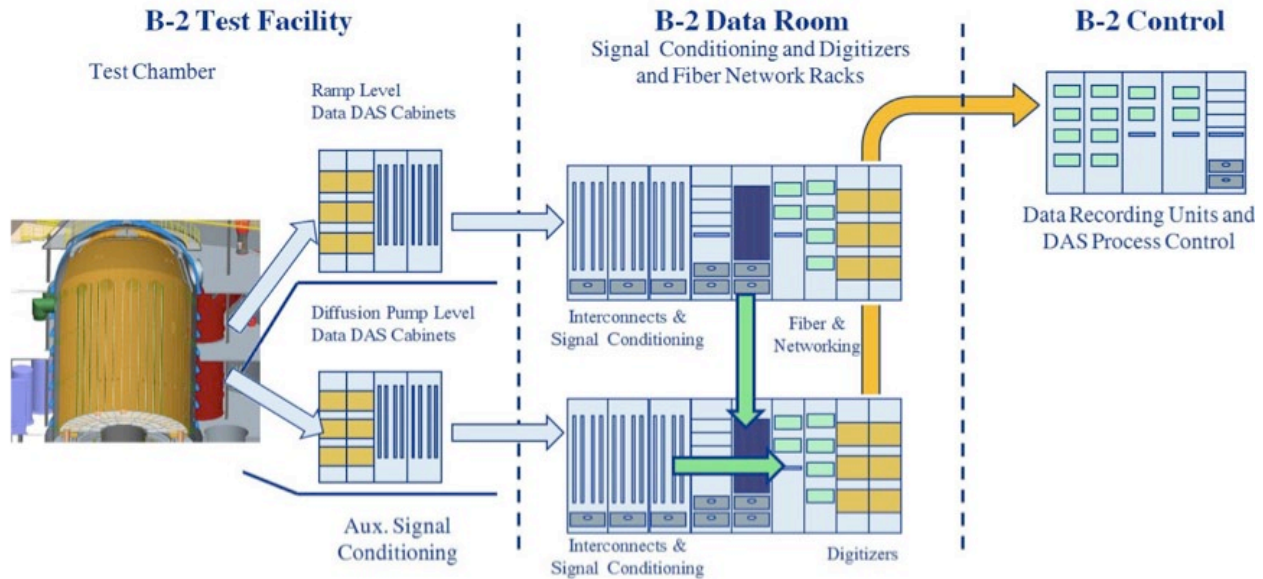 B-2 Test Facility
Test Chamber
Ramp Level
Data DAS Cabinets
Diffusion Pump Level
Data DAS Cabinets
Aux. Signal
Conditioning
B-2 Data Room
Signal Conditioning and Digitizers
and Fiber Network Racks
Interconnects &
Signal Conditioning
Fiber &
Networking
Interconnects &
Signal Conditioning
Digitizers
B-2 Control
Data Recording Units and
DAS Process Control